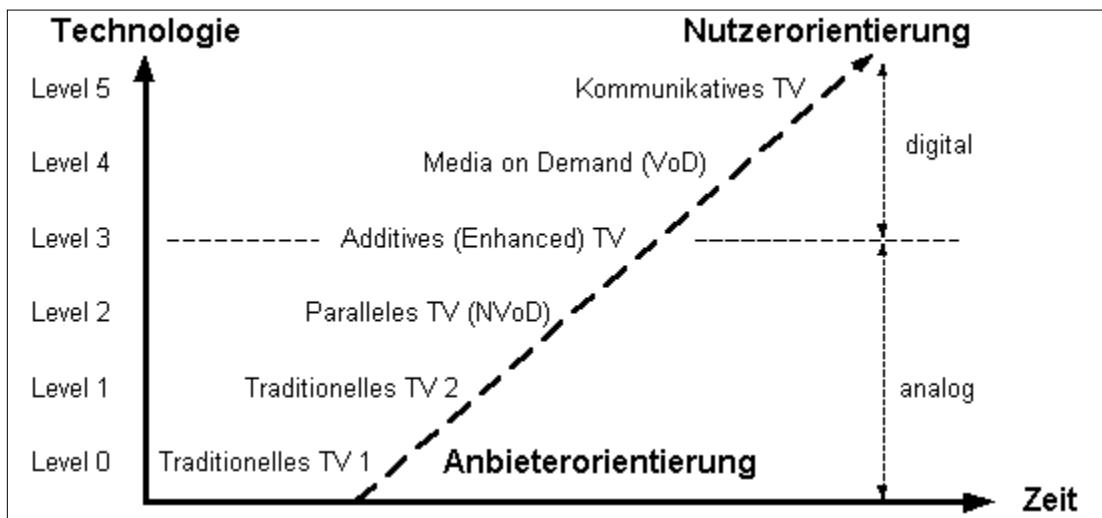 Technologie
Nutzerorientierung
Level 5
Kommunikatives TV
digital
Level 4
Media on Demand (VoD)
Level 3
Additives (Enhanced) TV
Level 2
Paralleles TV (NVoD)
Level 1
Traditionelles TV 2
analog
Level 0
Traditionelles TV 1
Anbieterorientierung
Zeit